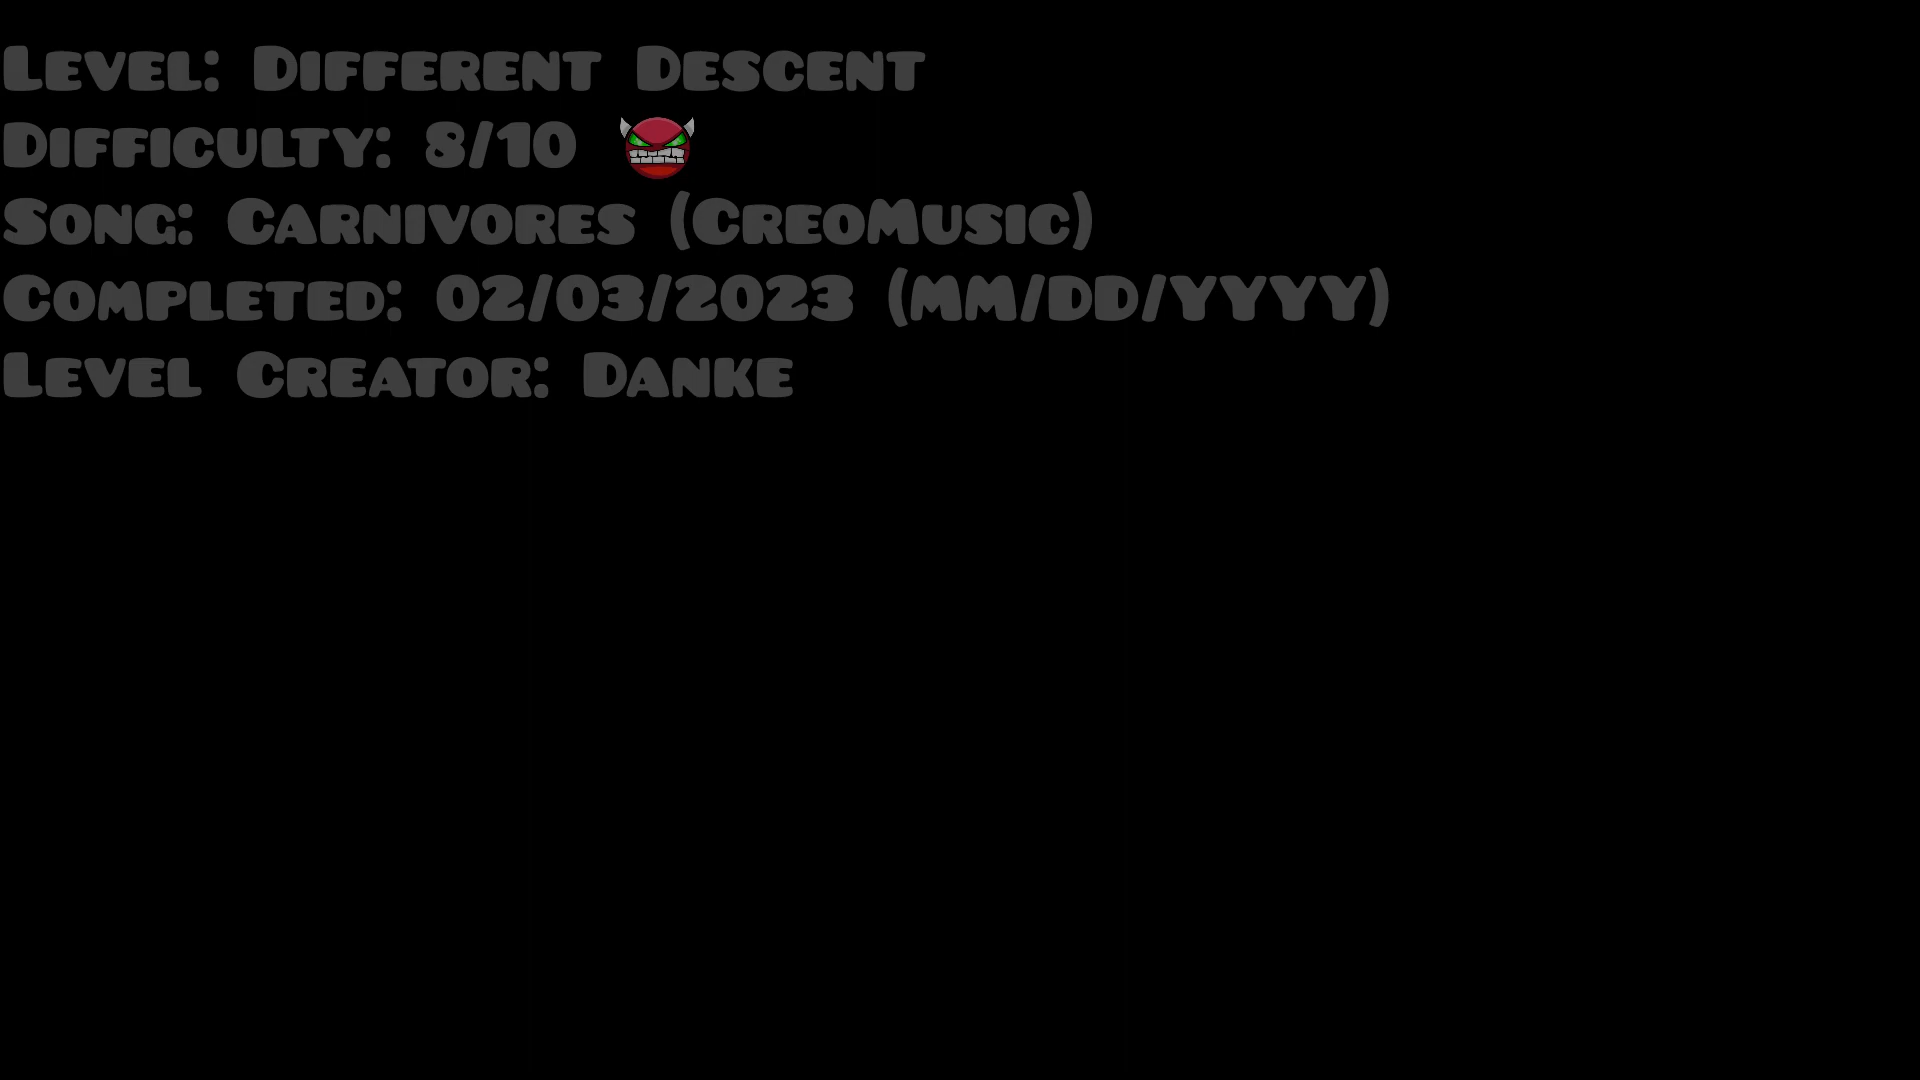 Level: Different Descent
Difficulty: 8/10
Song: Carnivores (CreoMusic)
Completed: 02/03/2023 (MM/DD/YYYY)
Level Creator: Danke